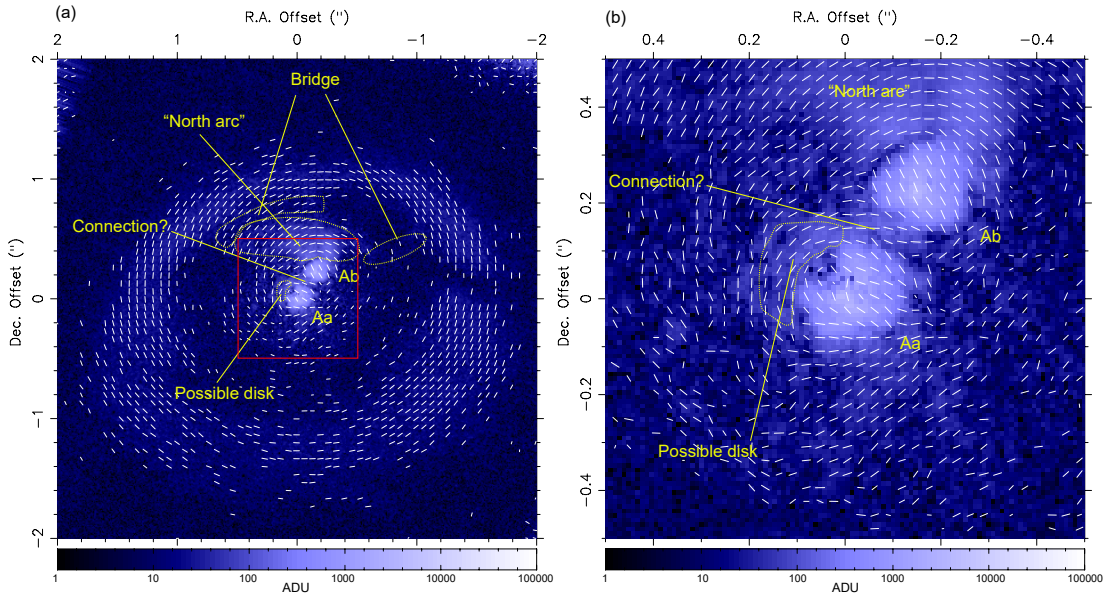 (a)
R.A. Offset (")
2 1 0 −1 −2
Dec. Offset (")
2
1
0
−1
−2
Bridge
“North arc”
Connection?
Ab
Aa
Possible disk
1 10 100 1000 10000 100000
ADU
(b)
R.A. Offset (")
0.4 0.2 0 −0.2 −0.4
Dec. Offset (")
0.4
0.2
0
−0.2
−0.4
“North arc”
Connection?
Ab
Aa
Possible disk
1 10 100 1000 10000 100000
ADU